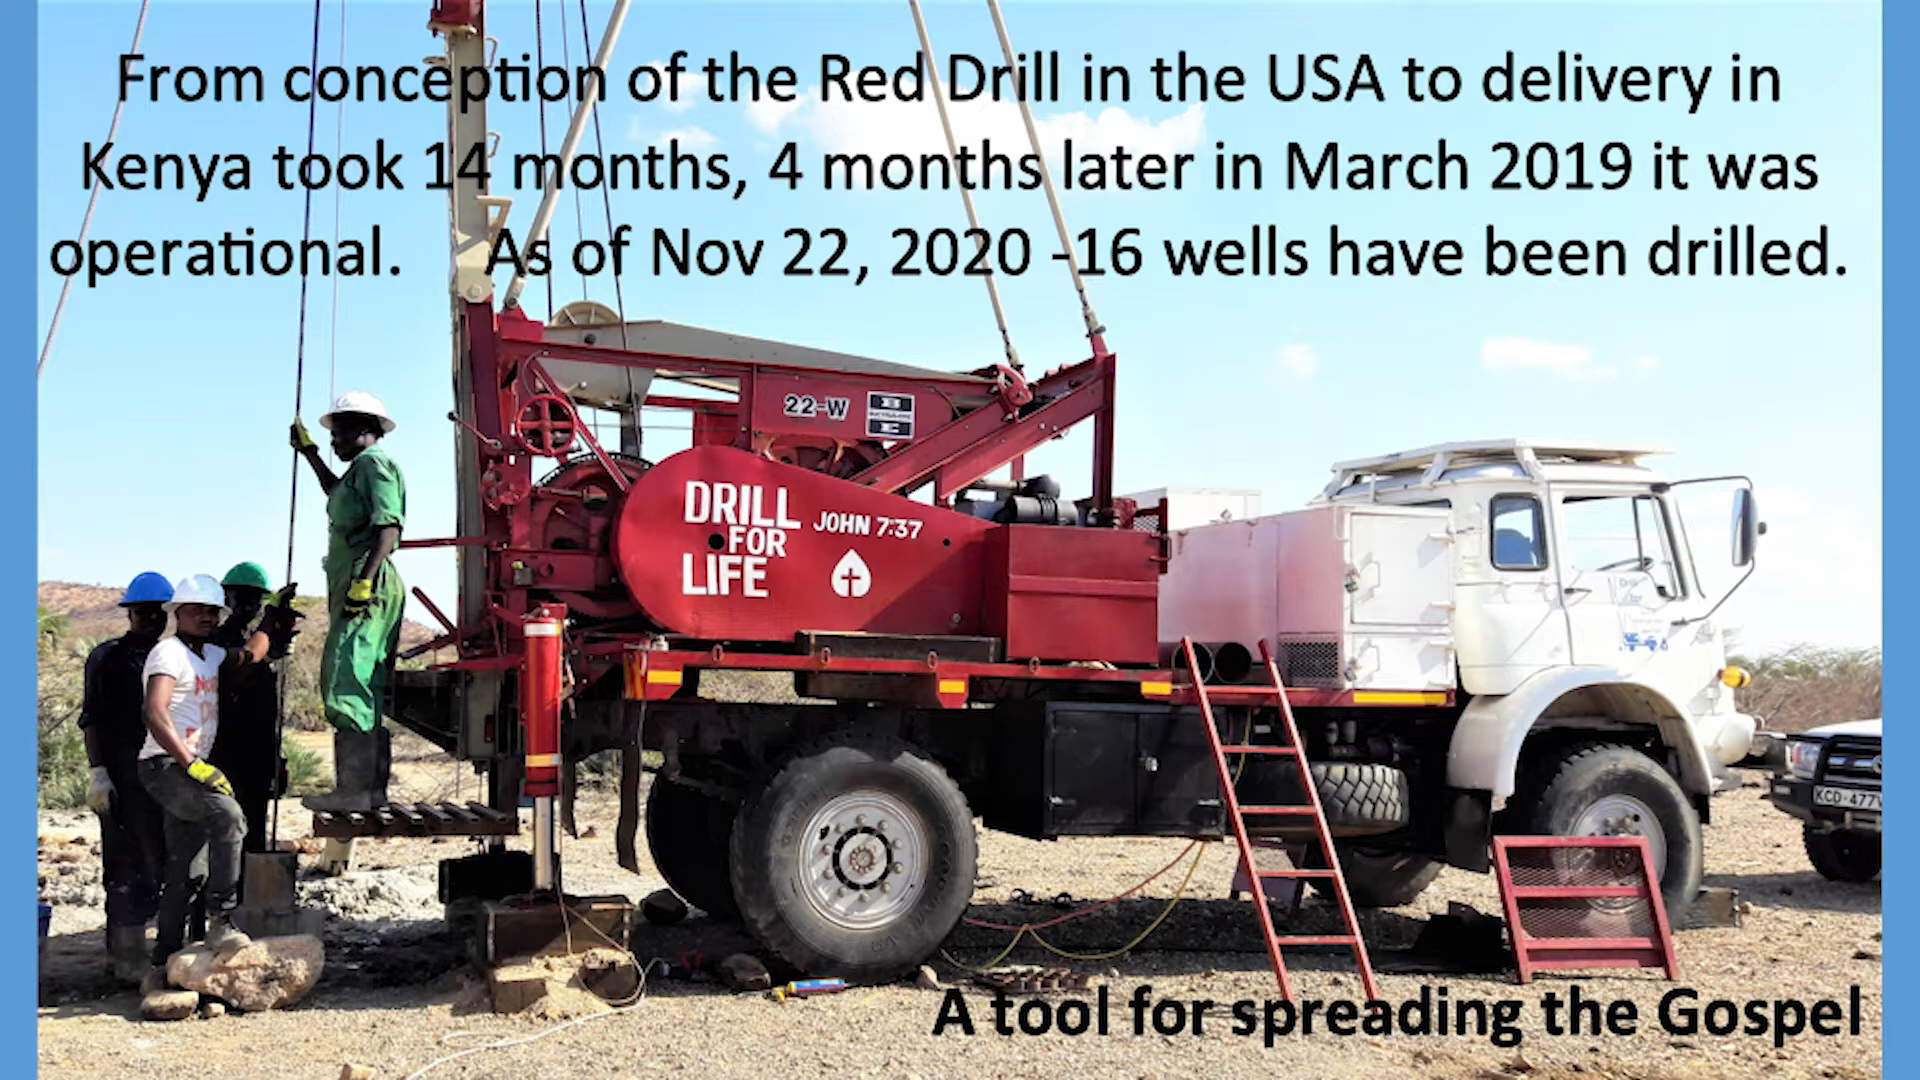 From conception of the Red Drill in the USA to delivery in
Kenya took 14 months, 4 months later in March 2019 it was
operational. As of Nov 22, 2020 -16 wells have been drilled.
22-W
B
E
DRILL
FOR
LIFE
JOHN 7:37
KCD 477
A tool for spreading the Gospel